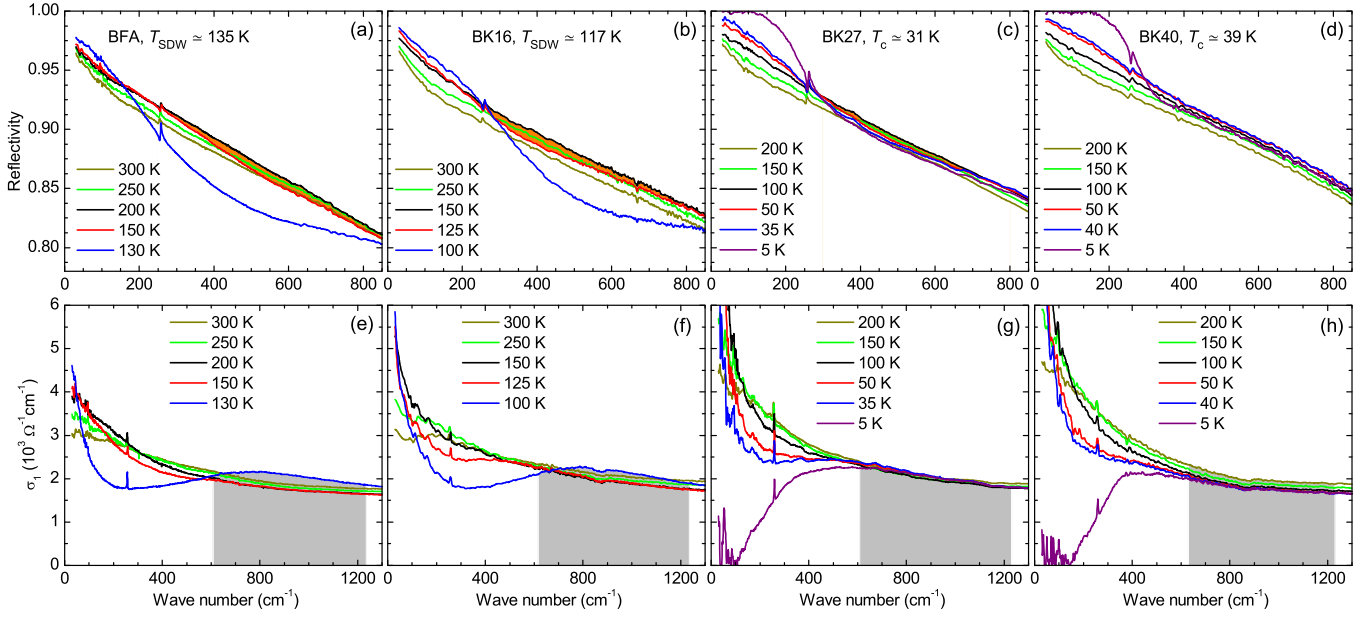 1.00
0.95
0.90
0.85
0.80
Reflectivity
BFA, T_SDW ≃ 135 K
(a)
300 K
250 K
200 K
150 K
130 K
0 200 400 600 800
BK16, T_SDW ≃ 117 K
(b)
300 K
250 K
150 K
125 K
100 K
0 200 400 600 800
BK27, T_c ≃ 31 K
(c)
200 K
150 K
100 K
50 K
35 K
5 K
0 200 400 600 800
BK40, T_c ≃ 39 K
(d)
200 K
150 K
100 K
50 K
40 K
5 K
0 200 400 600 800
6
5
4
3
2
1
0
σ₁ (10³ Ω⁻¹cm⁻¹)
(e)
300 K
250 K
200 K
150 K
130 K
0 400 800 1200
Wave number (cm⁻¹)
(f)
300 K
250 K
150 K
125 K
100 K
0 400 800 1200
Wave number (cm⁻¹)
(g)
200 K
150 K
100 K
50 K
35 K
5 K
0 400 800 1200
Wave number (cm⁻¹)
(h)
200 K
150 K
100 K
50 K
40 K
5 K
0 400 800 1200
Wave number (cm⁻¹)